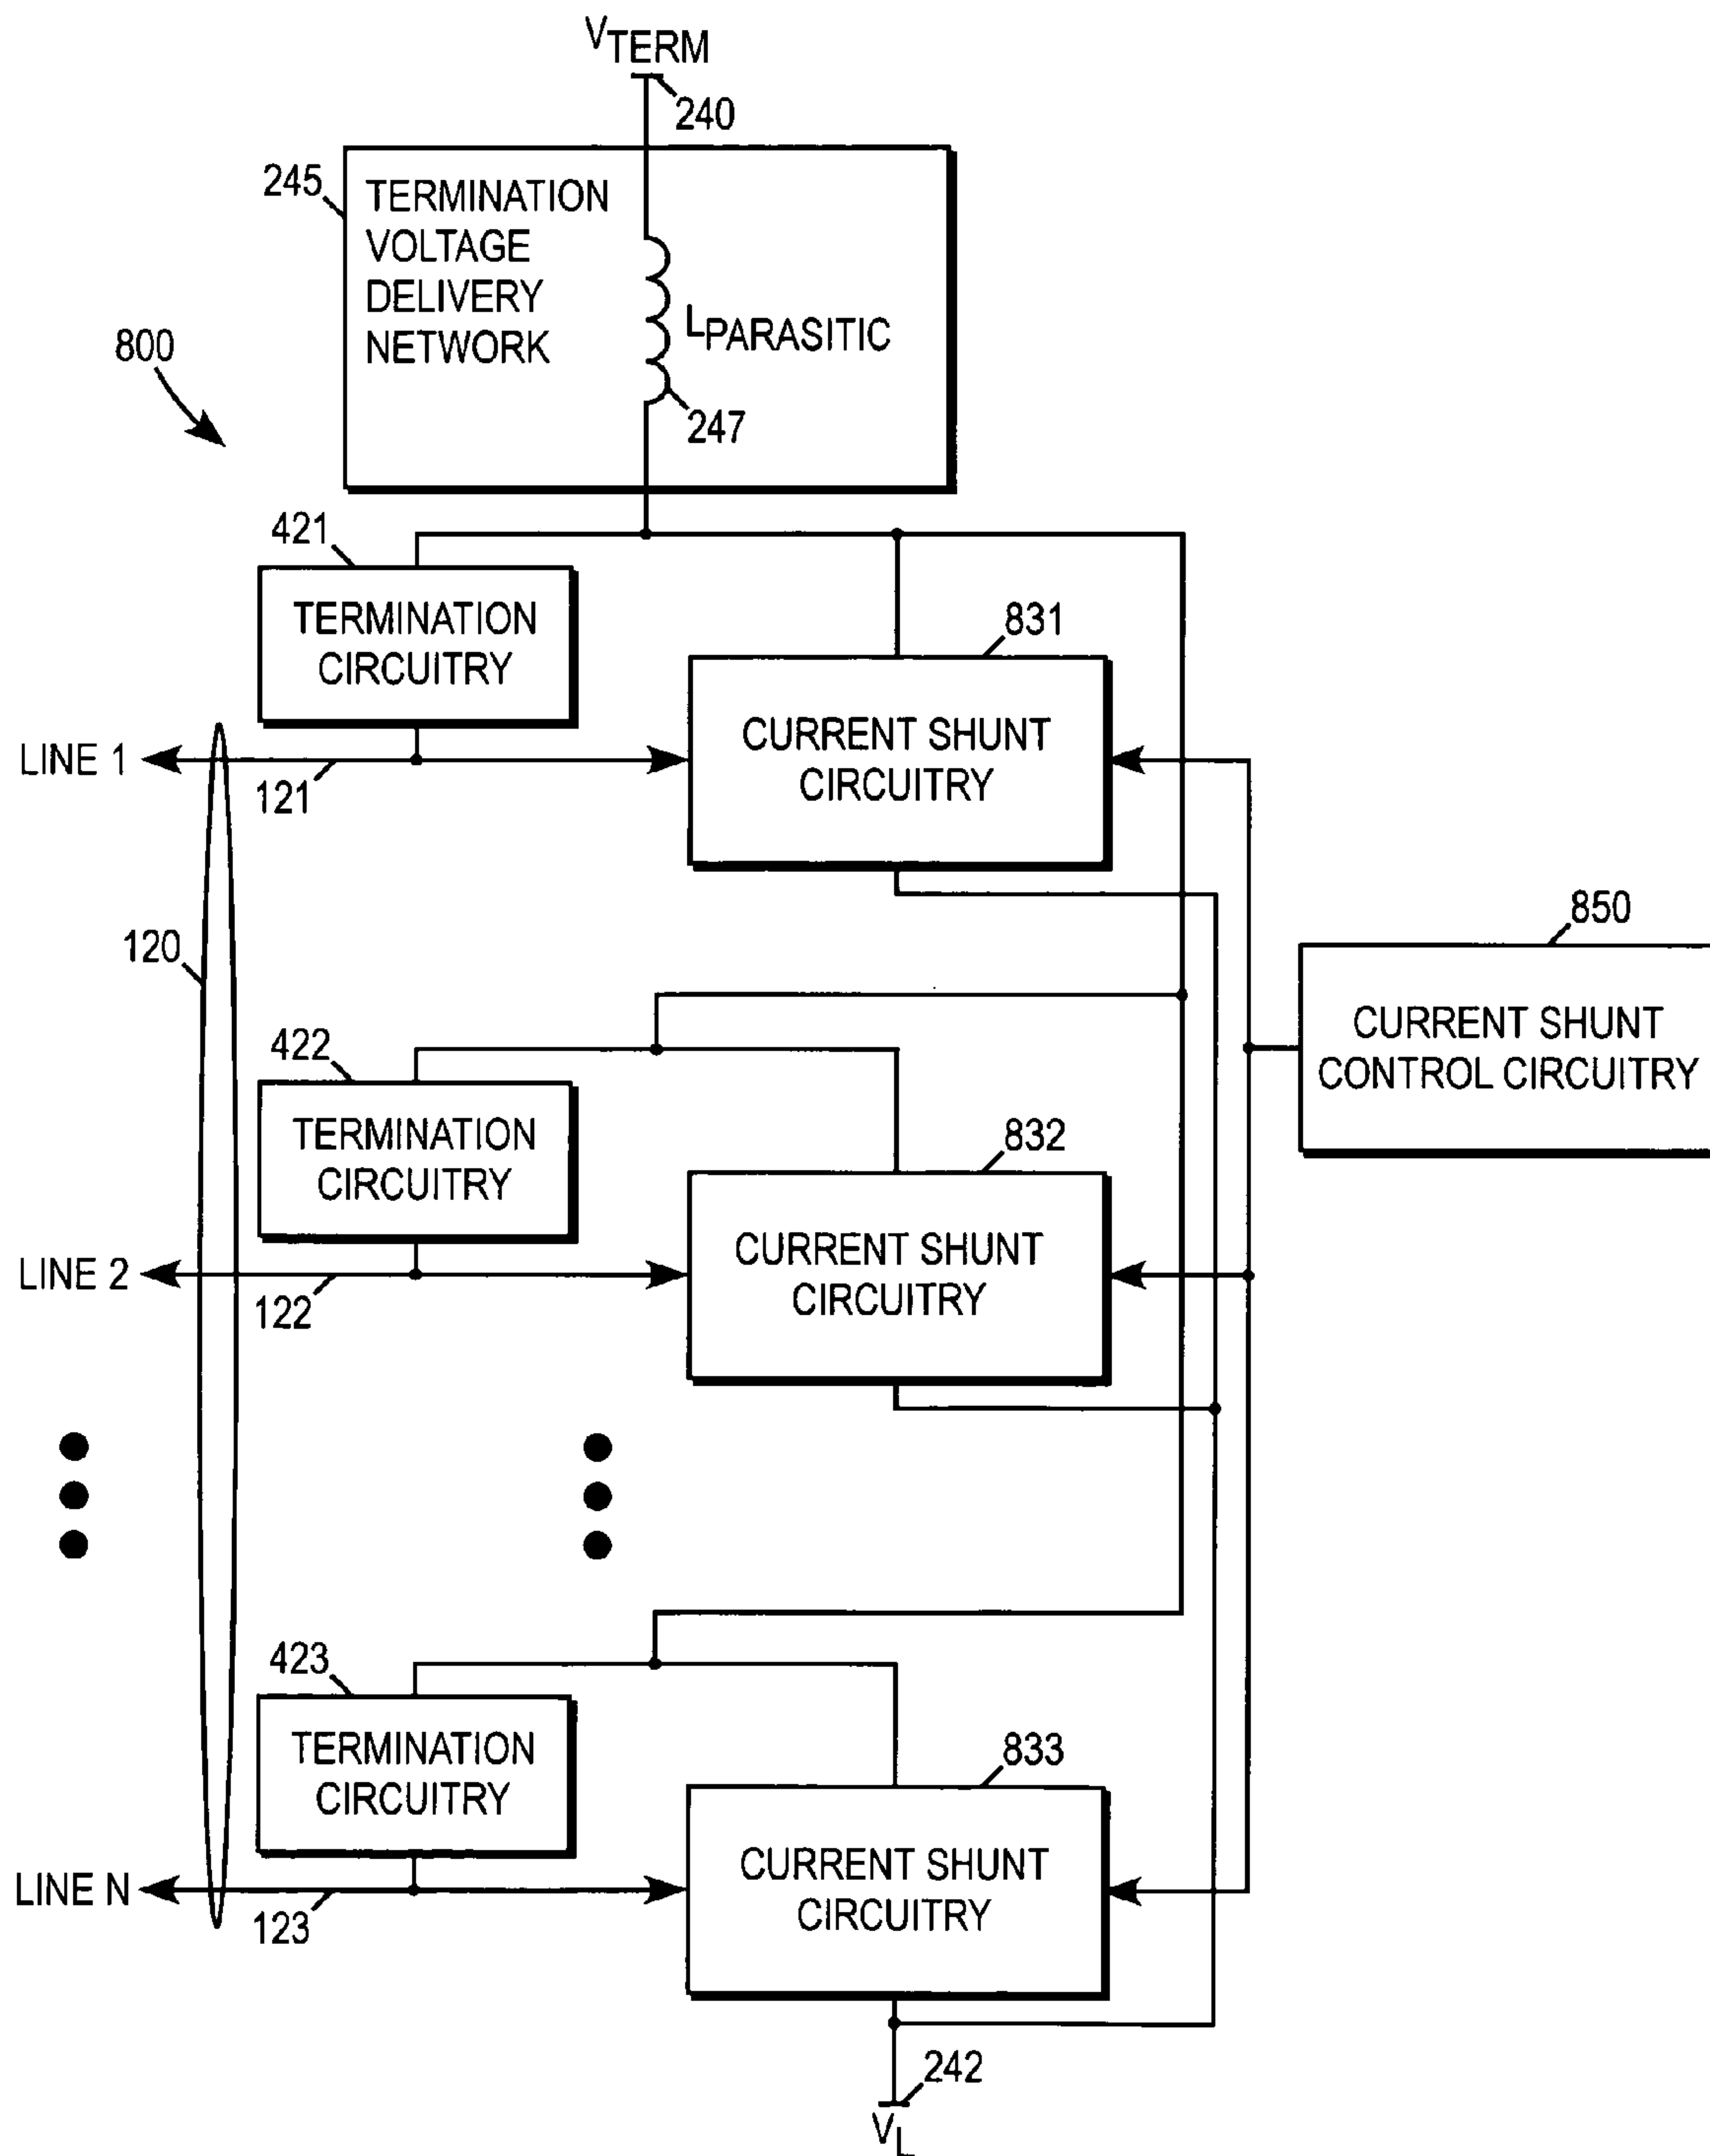 VTERM
240
245
TERMINATION
VOLTAGE
DELIVERY
NETWORK
LPARASITIC
247
800
421
TERMINATION
CIRCUITRY
831
CURRENT SHUNT
CIRCUITRY
LINE 1
121
120
850
CURRENT SHUNT
CONTROL CIRCUITRY
422
TERMINATION
CIRCUITRY
832
CURRENT SHUNT
CIRCUITRY
LINE 2
122
423
TERMINATION
CIRCUITRY
833
CURRENT SHUNT
CIRCUITRY
LINE N
123
242
VL